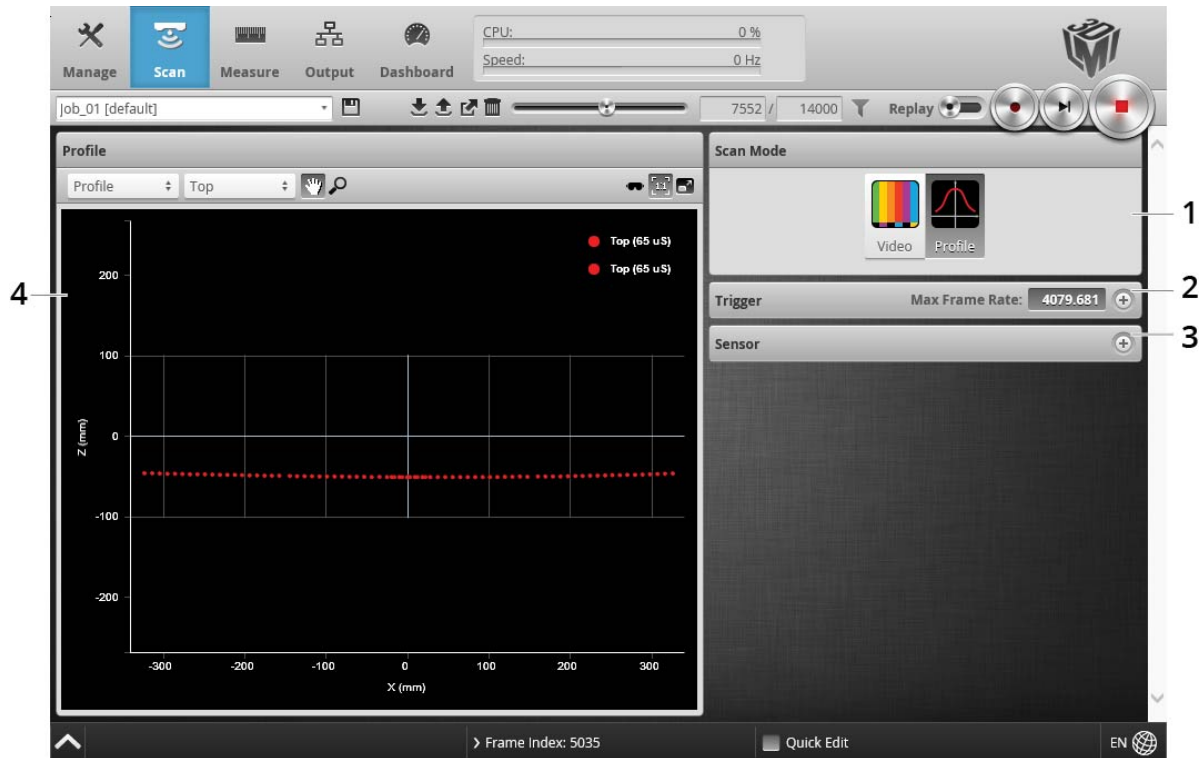 CPU: 0 %
Speed: 0 Hz
Manage Scan Measure Output Dashboard
Job_01 [default]
7552 / 14000 Replay
Profile
Profile Top 1:1
Top (65 uS)
Top (65 uS)
200
100
0
-100
-200
Z (mm)
-300 -200 -100 0 100 200 300
X (mm)
4
Scan Mode
Video Profile
1
Trigger Max Frame Rate: 4079.681
2
Sensor
3
Frame Index: 5035
Quick Edit
EN